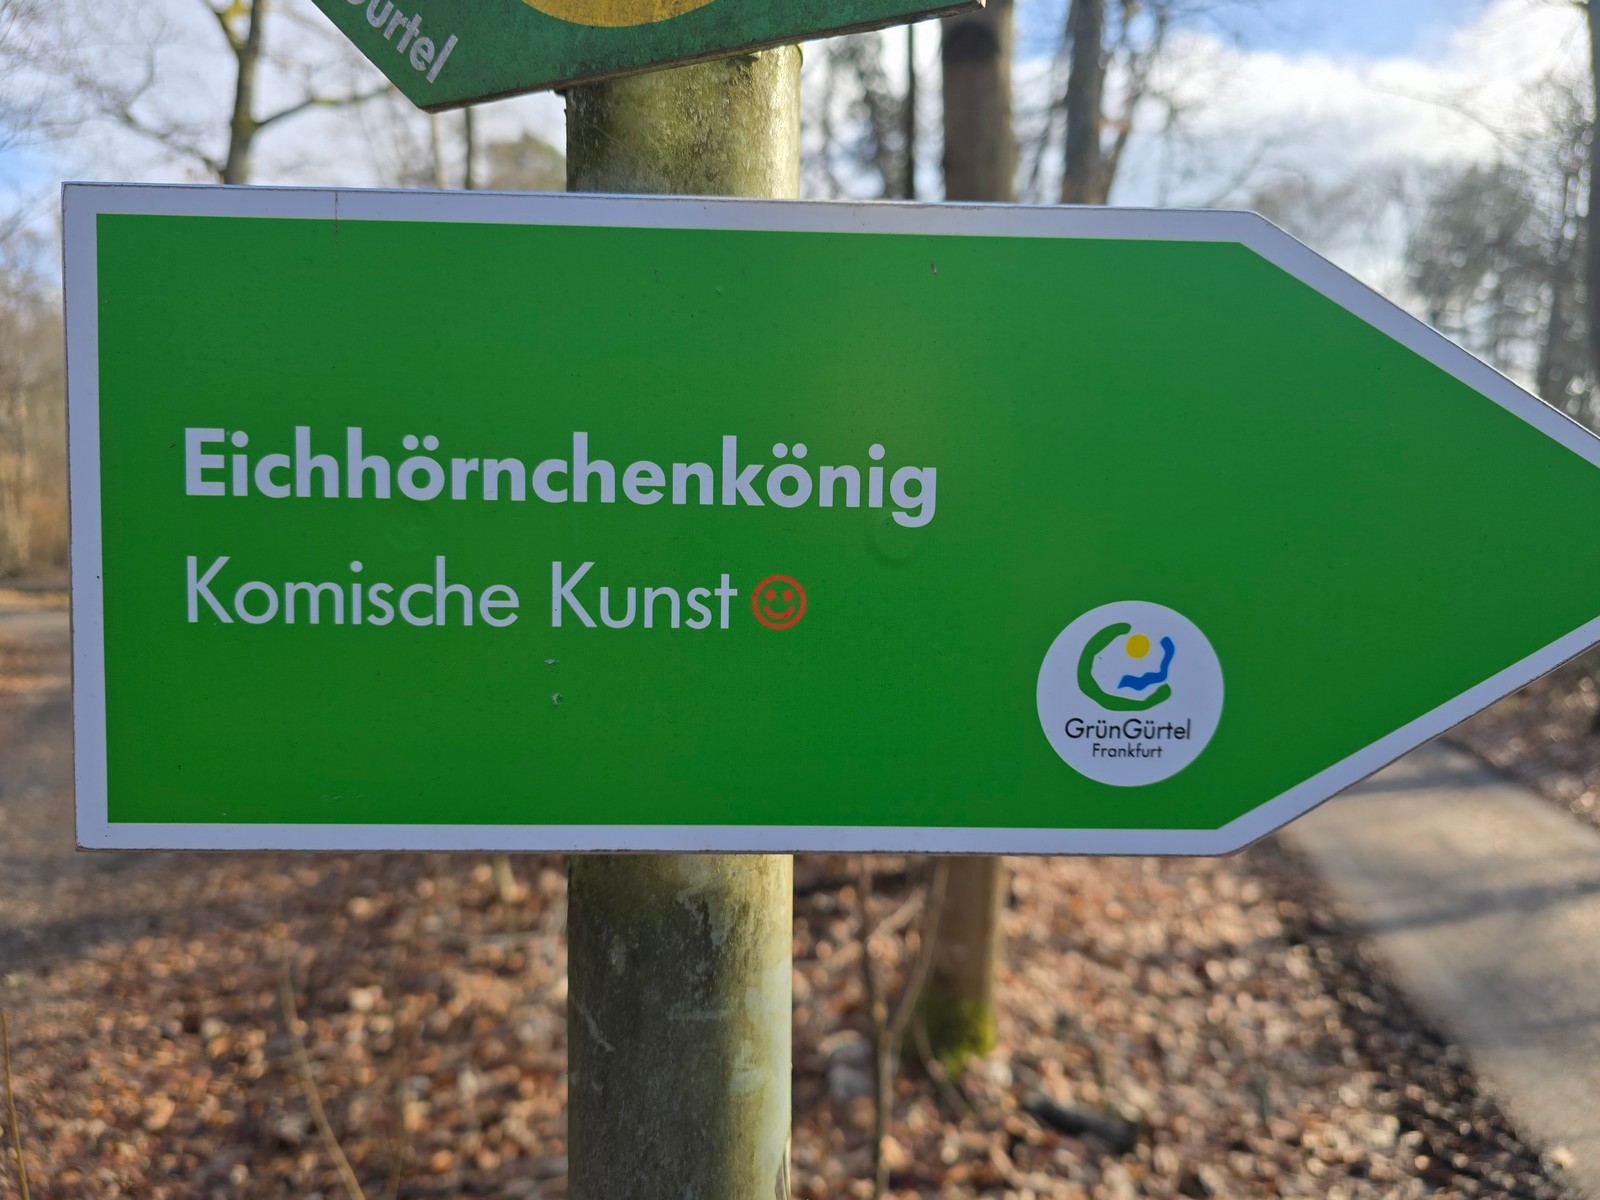 Eichhörnchenkönig
Komische Kunst
GrünGürtel
Frankfurt